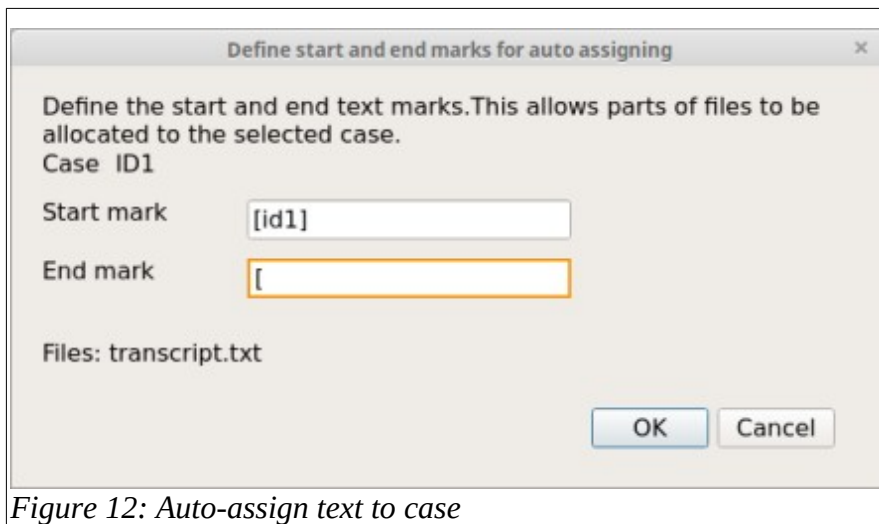 Define start and end marks for auto assigning ×
Define the start and end text marks.This allows parts of files to be
allocated to the selected case.
Case ID1
Start mark [id1]
End mark [
Files: transcript.txt
OK Cancel
Figure 12: Auto-assign text to case